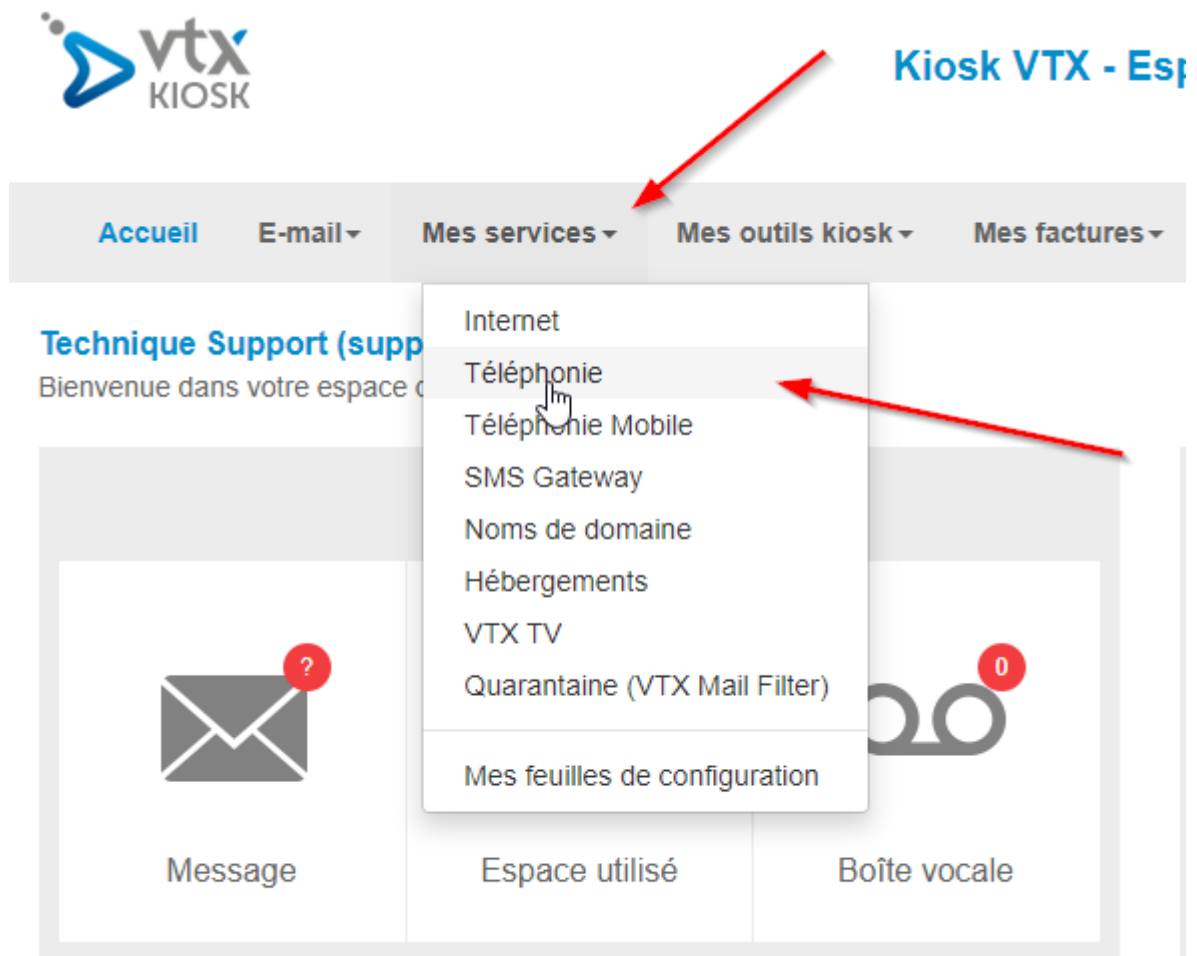 vtx
KIOSK
Kiosk VTX - Esp
Accueil E-mail Mes services Mes outils kiosk Mes factures
Technique Support (supp
Bienvenue dans votre espace
Internet
Téléphonie
Téléphonie Mobile
SMS Gateway
Noms de domaine
Hébergements
VTX TV
Quarantaine (VTX Mail Filter)
Mes feuilles de configuration
?
0
Message
Espace utilisé
Boîte vocale